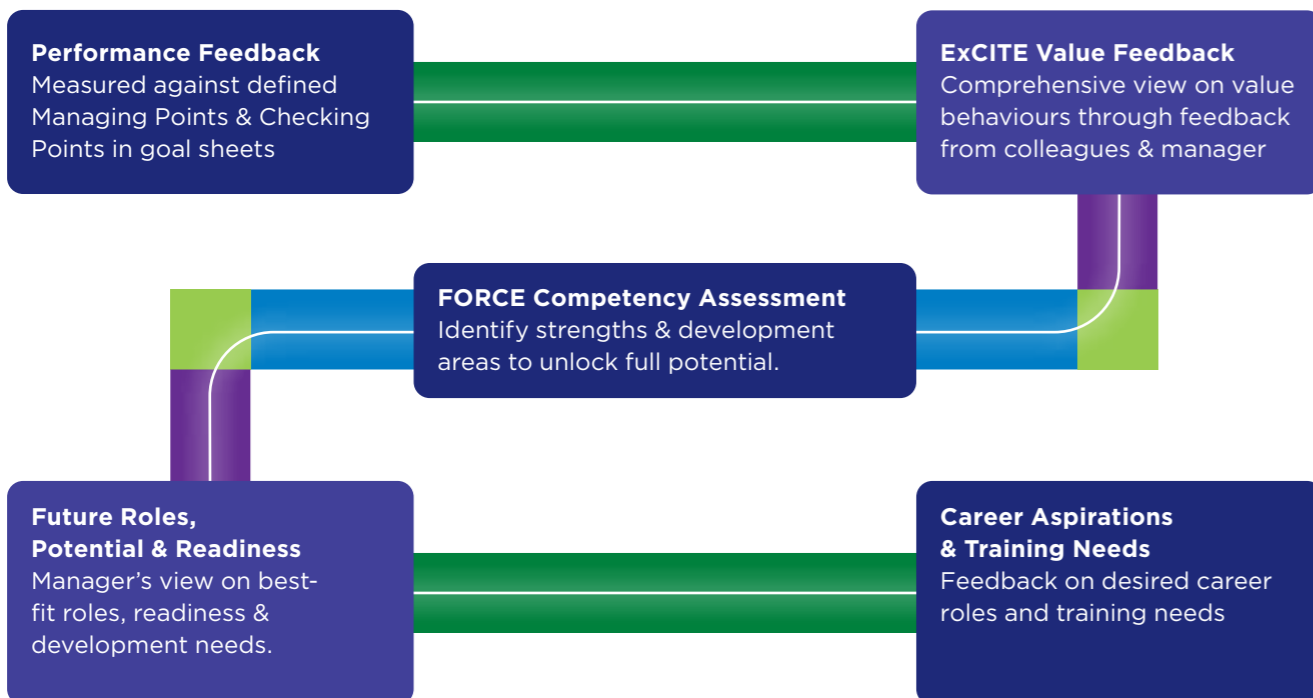 Performance Feedback
Measured against defined
Managing Points & Checking
Points in goal sheets
ExCITE Value Feedback
Comprehensive view on value
behaviours through feedback
from colleagues & manager
FORCE Competency Assessment
Identify strengths & development
areas to unlock full potential.
Future Roles,
Potential & Readiness
Manager’s view on best-
fit roles, readiness &
development needs.
Career Aspirations
& Training Needs
Feedback on desired career
roles and training needs